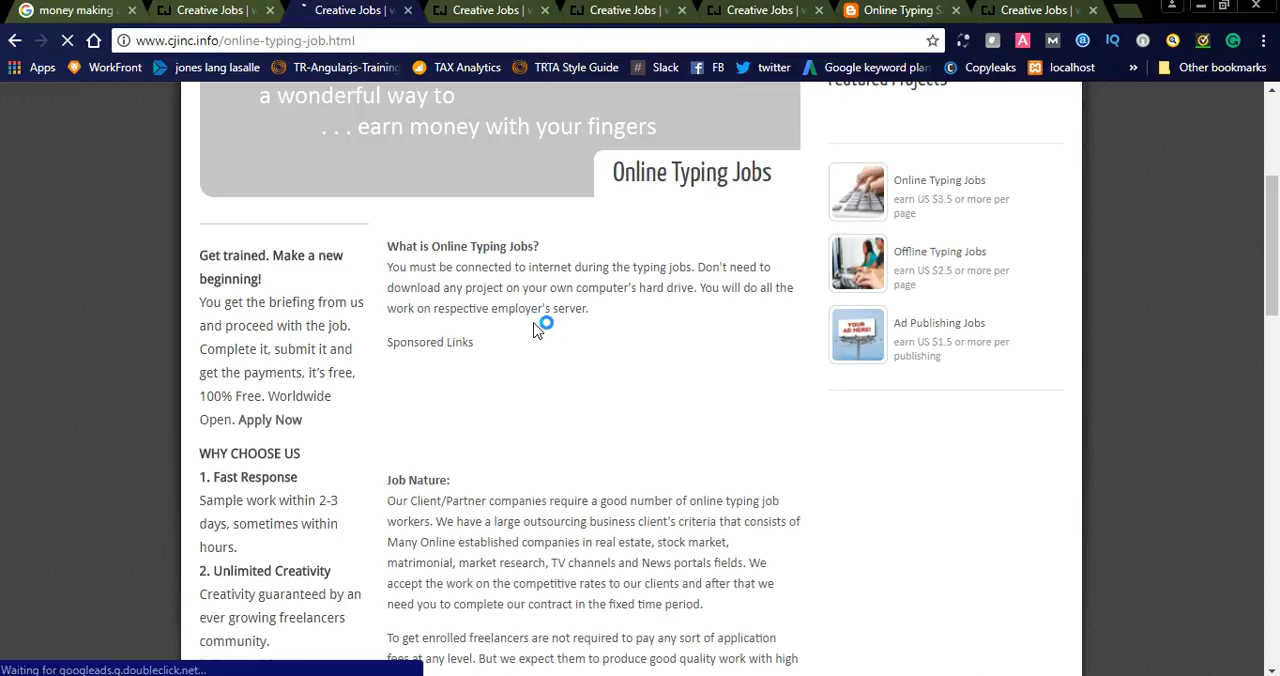 money making
Creative Jobs | w
Creative Jobs | w
Creative Jobs | w
Creative Jobs | w
Creative Jobs | w
Online Typing S
Creative Jobs | w
www.cjinc.info/online-typing-job.html
Apps
WorkFront
jones lang lasalle
TR-Angularjs-Training
TAX Analytics
TRTA Style Guide
Slack
FB
twitter
Google keyword plan
Copyleaks
localhost
Other bookmarks
a wonderful way to
. . . earn money with your fingers
Online Typing Jobs
Get trained. Make a new
beginning!
You get the briefing from us
and proceed with the job.
Complete it, submit it and
get the payments, it's free,
100% Free. Worldwide
Open. Apply Now
WHY CHOOSE US
1. Fast Response
Sample work within 2-3
days, sometimes within
hours.
2. Unlimited Creativity
Creativity guaranteed by an
ever growing freelancers
community.
What is Online Typing Jobs?
You must be connected to internet during the typing jobs. Don't need to
download any project on your own computer's hard drive. You will do all the
work on respective employer's server.
Sponsored Links
Job Nature:
Our Client/Partner companies require a good number of online typing job
workers. We have a large outsourcing business client's criteria that consists of
Many Online established companies in real estate, stock market,
matrimonial, market research, TV channels and News portals fields. We
accept the work on the competitive rates to our clients and after that we
need you to complete our contract in the fixed time period.
To get enrolled freelancers are not required to pay any sort of application
fees at any level. But we expect them to produce good quality work with high
Featured Projects
Online Typing Jobs
earn US $3.5 or more per
page
Offline Typing Jobs
earn US $2.5 or more per
page
YOUR
AD HERE!
Ad Publishing Jobs
earn US $1.5 or more per
publishing
Waiting for googleads.g.doubleclick.net...